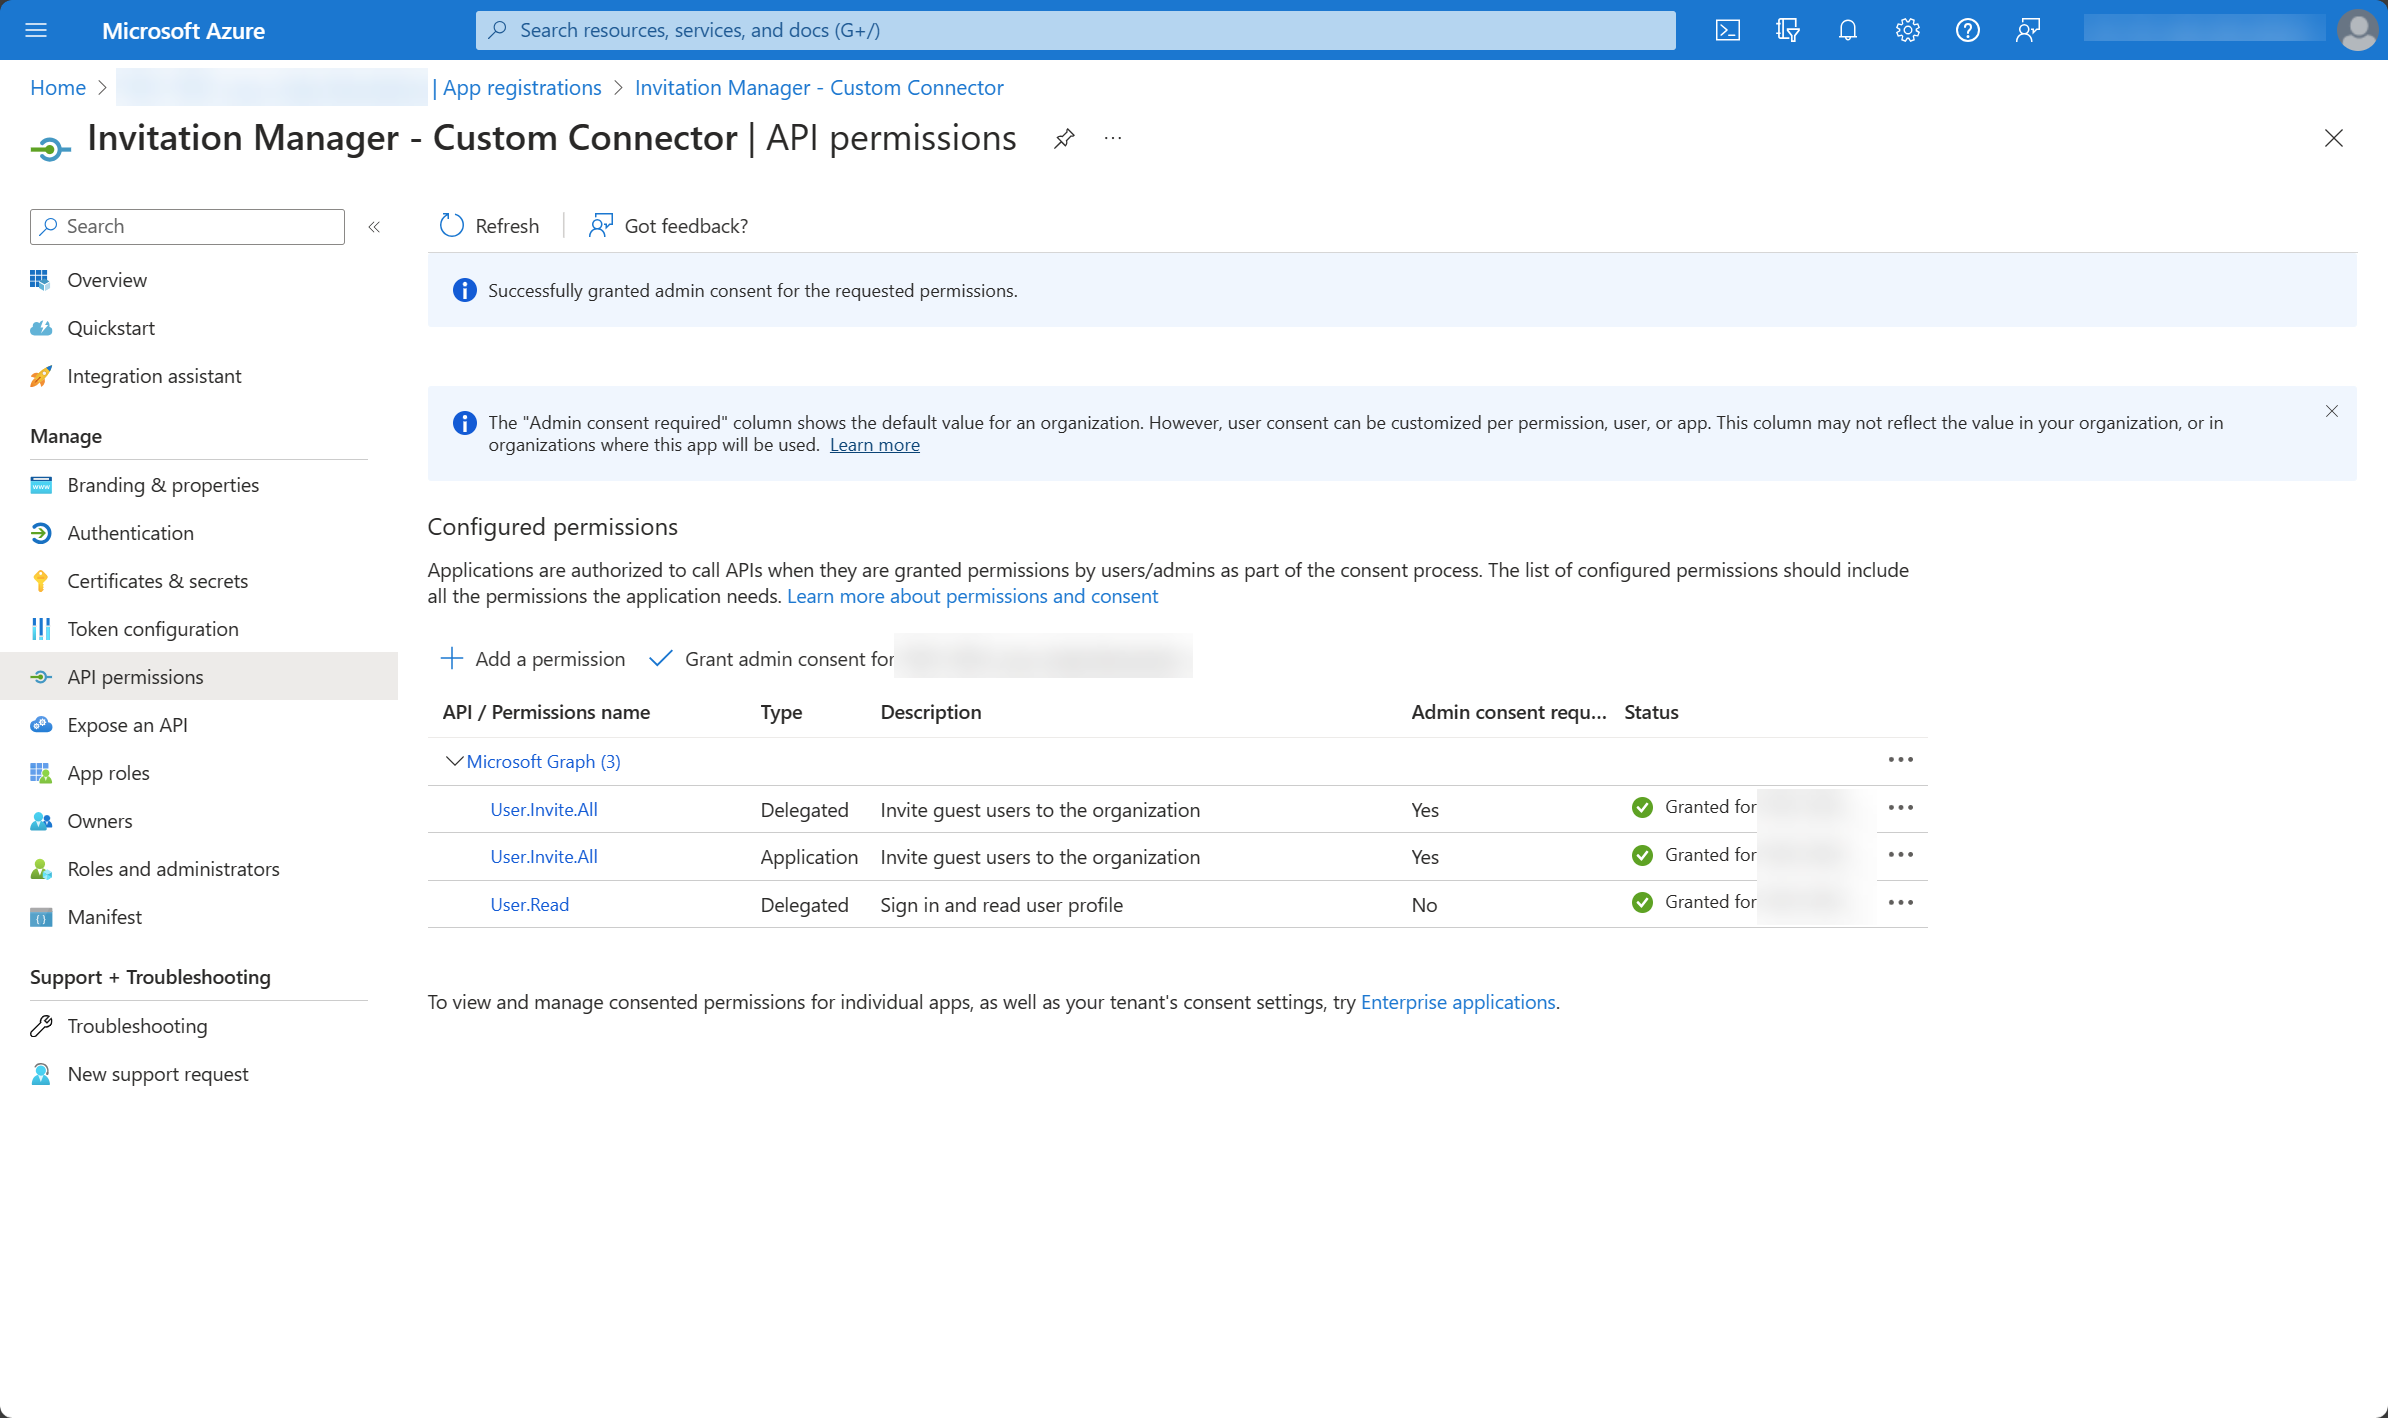 Microsoft Azure
Search resources, services, and docs (G+/)
Home > | App registrations > Invitation Manager - Custom Connector
Invitation Manager - Custom Connector | API permissions
Search
Refresh
Got feedback?
Overview
Quickstart
Integration assistant
Manage
Branding & properties
Authentication
Certificates & secrets
Token configuration
API permissions
Expose an API
App roles
Owners
Roles and administrators
Manifest
Support + Troubleshooting
Troubleshooting
New support request
Successfully granted admin consent for the requested permissions.
The "Admin consent required" column shows the default value for an organization. However, user consent can be customized per permission, user, or app. This column may not reflect the value in your organization, or in
organizations where this app will be used. Learn more
Configured permissions
Applications are authorized to call APIs when they are granted permissions by users/admins as part of the consent process. The list of configured permissions should include
all the permissions the application needs. Learn more about permissions and consent
Add a permission
Grant admin consent for
API / Permissions name Type Description Admin consent requ... Status
Microsoft Graph (3)
User.Invite.All Delegated Invite guest users to the organization Yes Granted for
User.Invite.All Application Invite guest users to the organization Yes Granted for
User.Read Delegated Sign in and read user profile No Granted for
To view and manage consented permissions for individual apps, as well as your tenant's consent settings, try Enterprise applications.